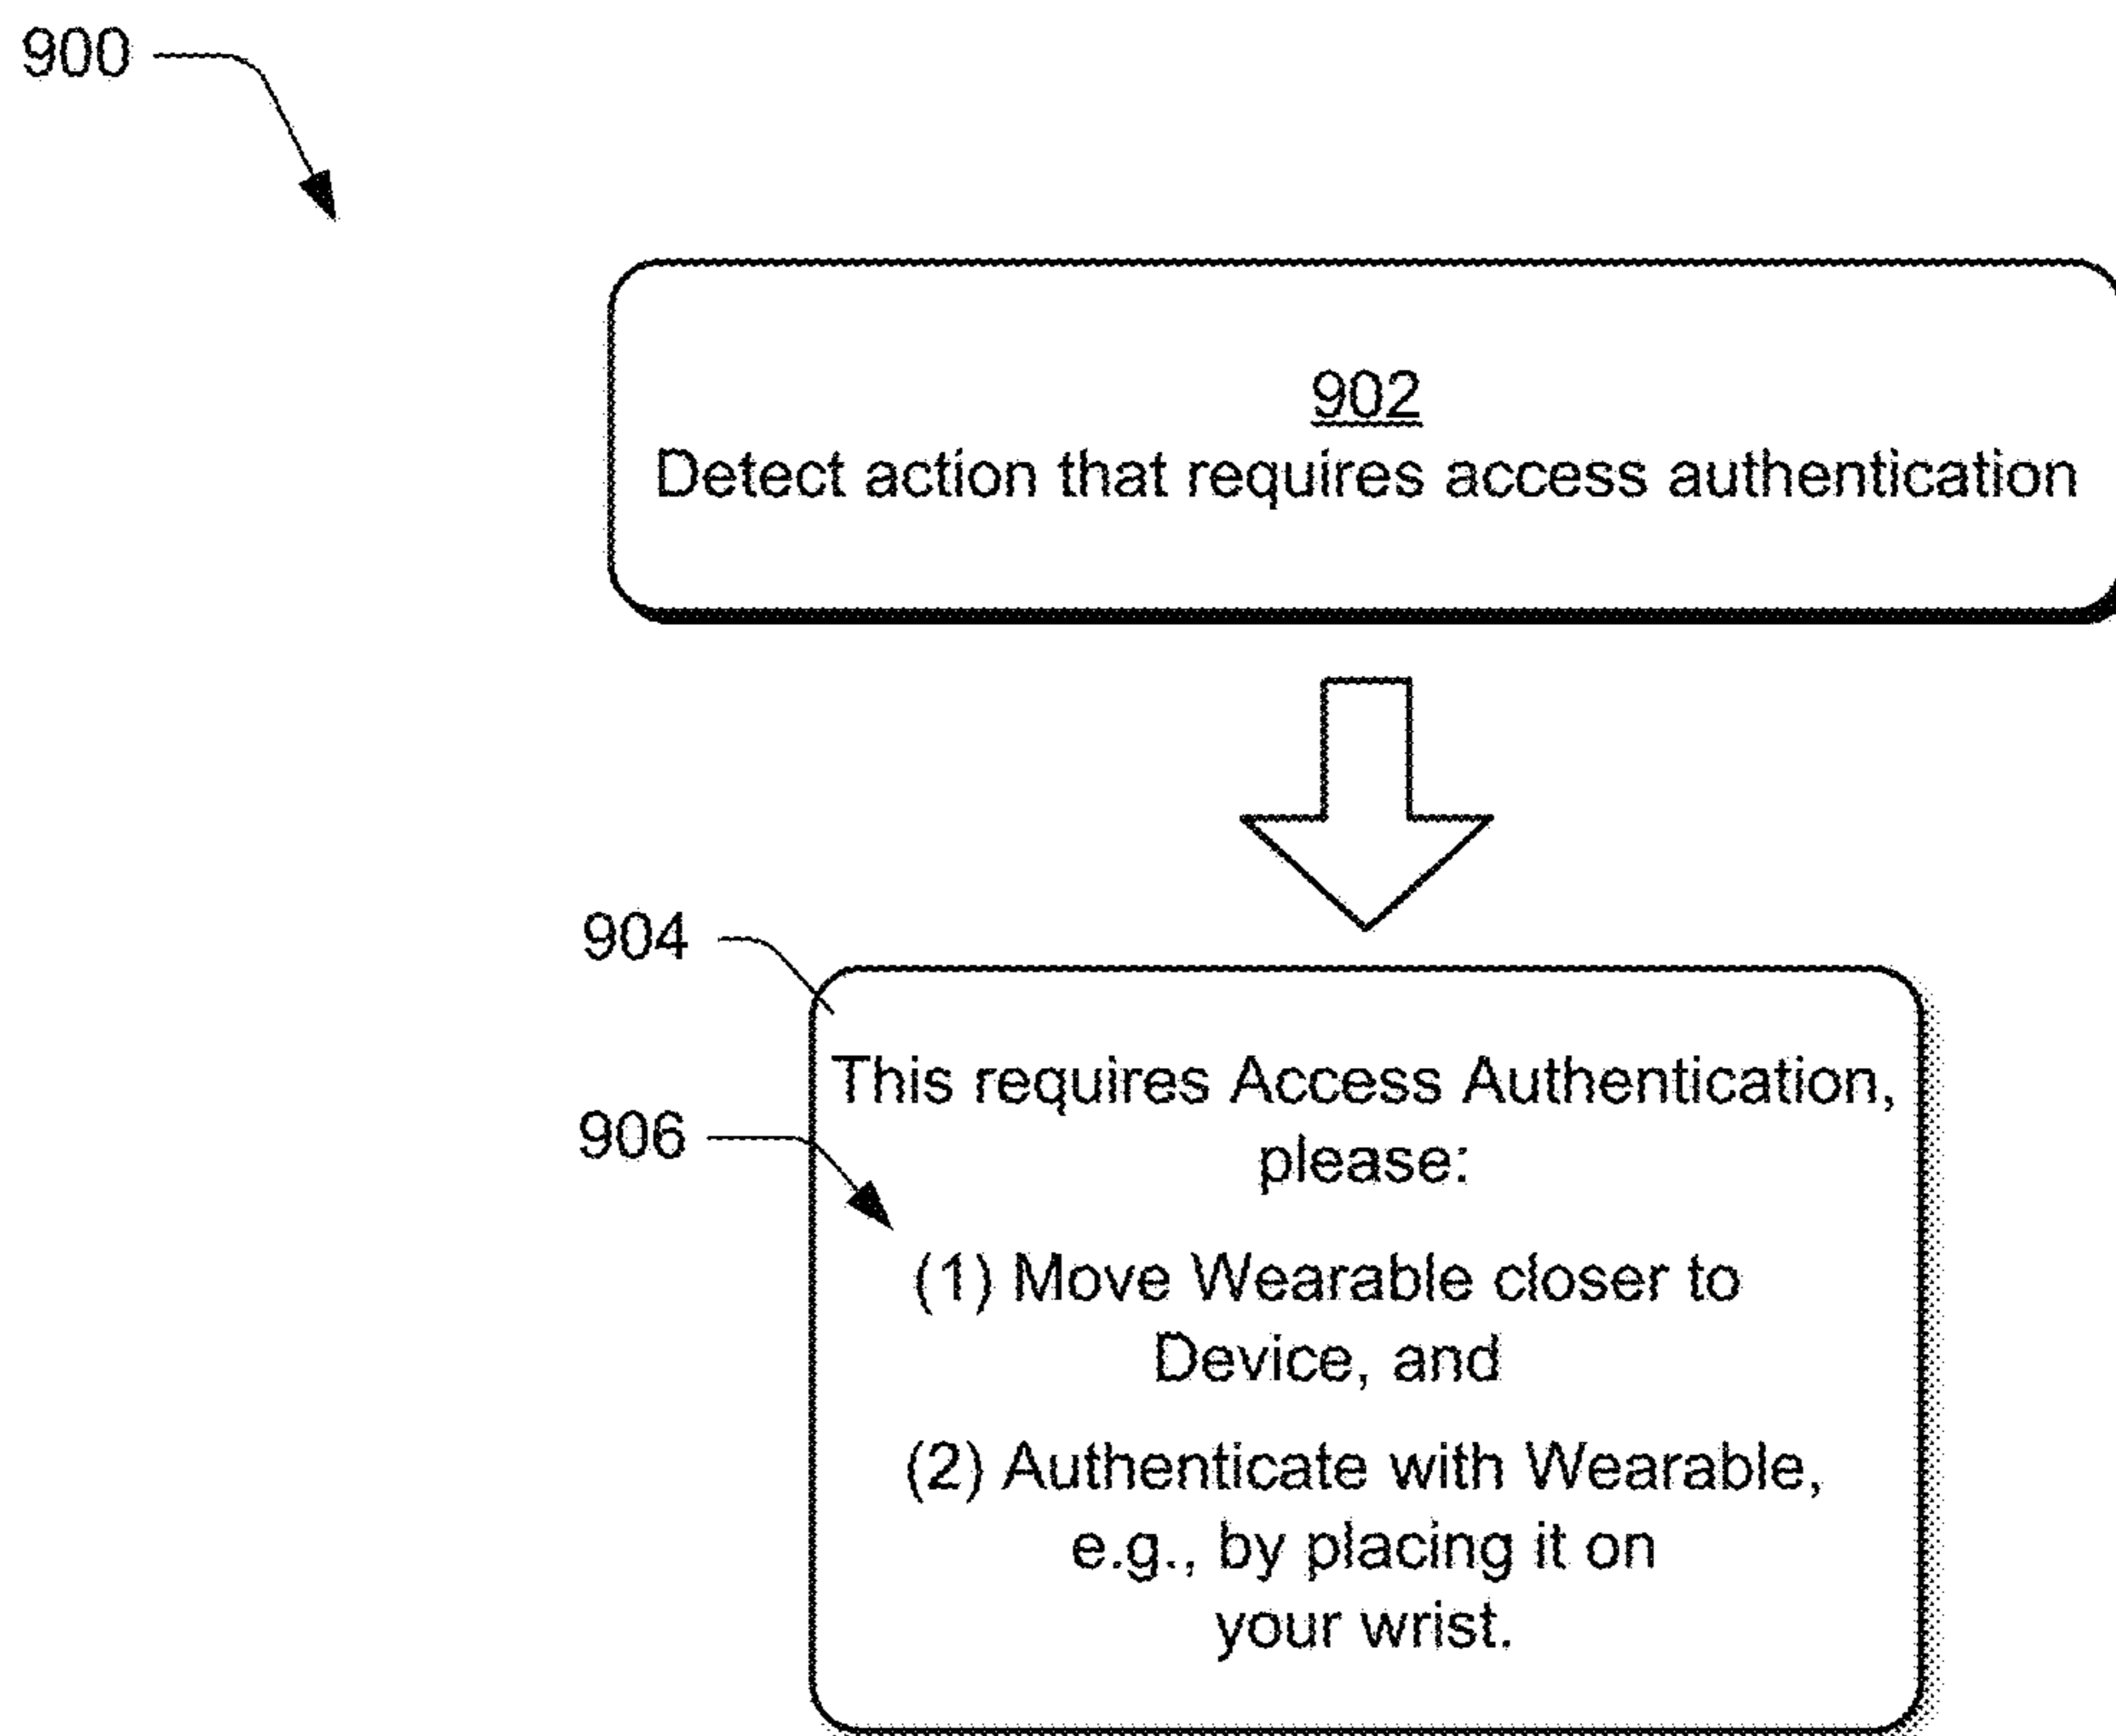 900
902
Detect action that requires access authentication
904
This requires Access Authentication,
please:
906
(1) Move Wearable closer to
Device, and
(2) Authenticate with Wearable,
e.g., by placing it on
your wrist.